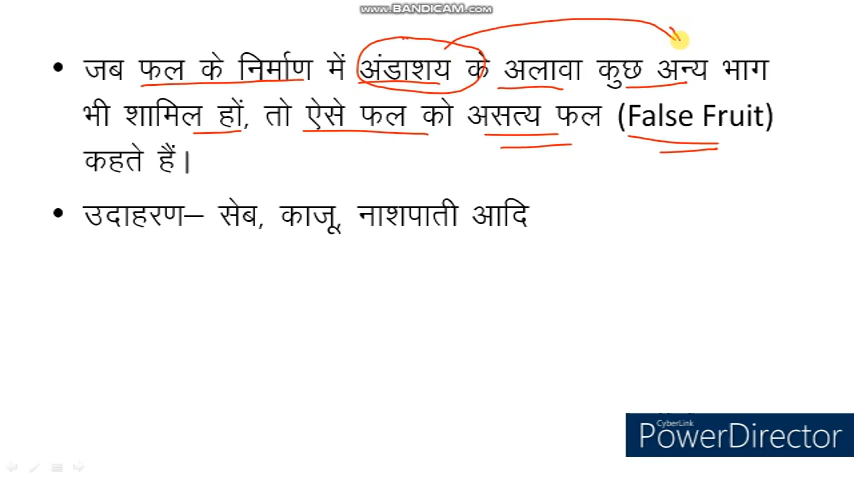 www.BANDICAM.com
• जब फल के निर्माण में अंडाशय के अलावा कुछ अन्य भाग
भी शामिल हों, तो ऐसे फल को असत्य फल (False Fruit)
कहते हैं।
• उदाहरण– सेब, काजू, नाशपाती आदि
CyberLink
PowerDirector